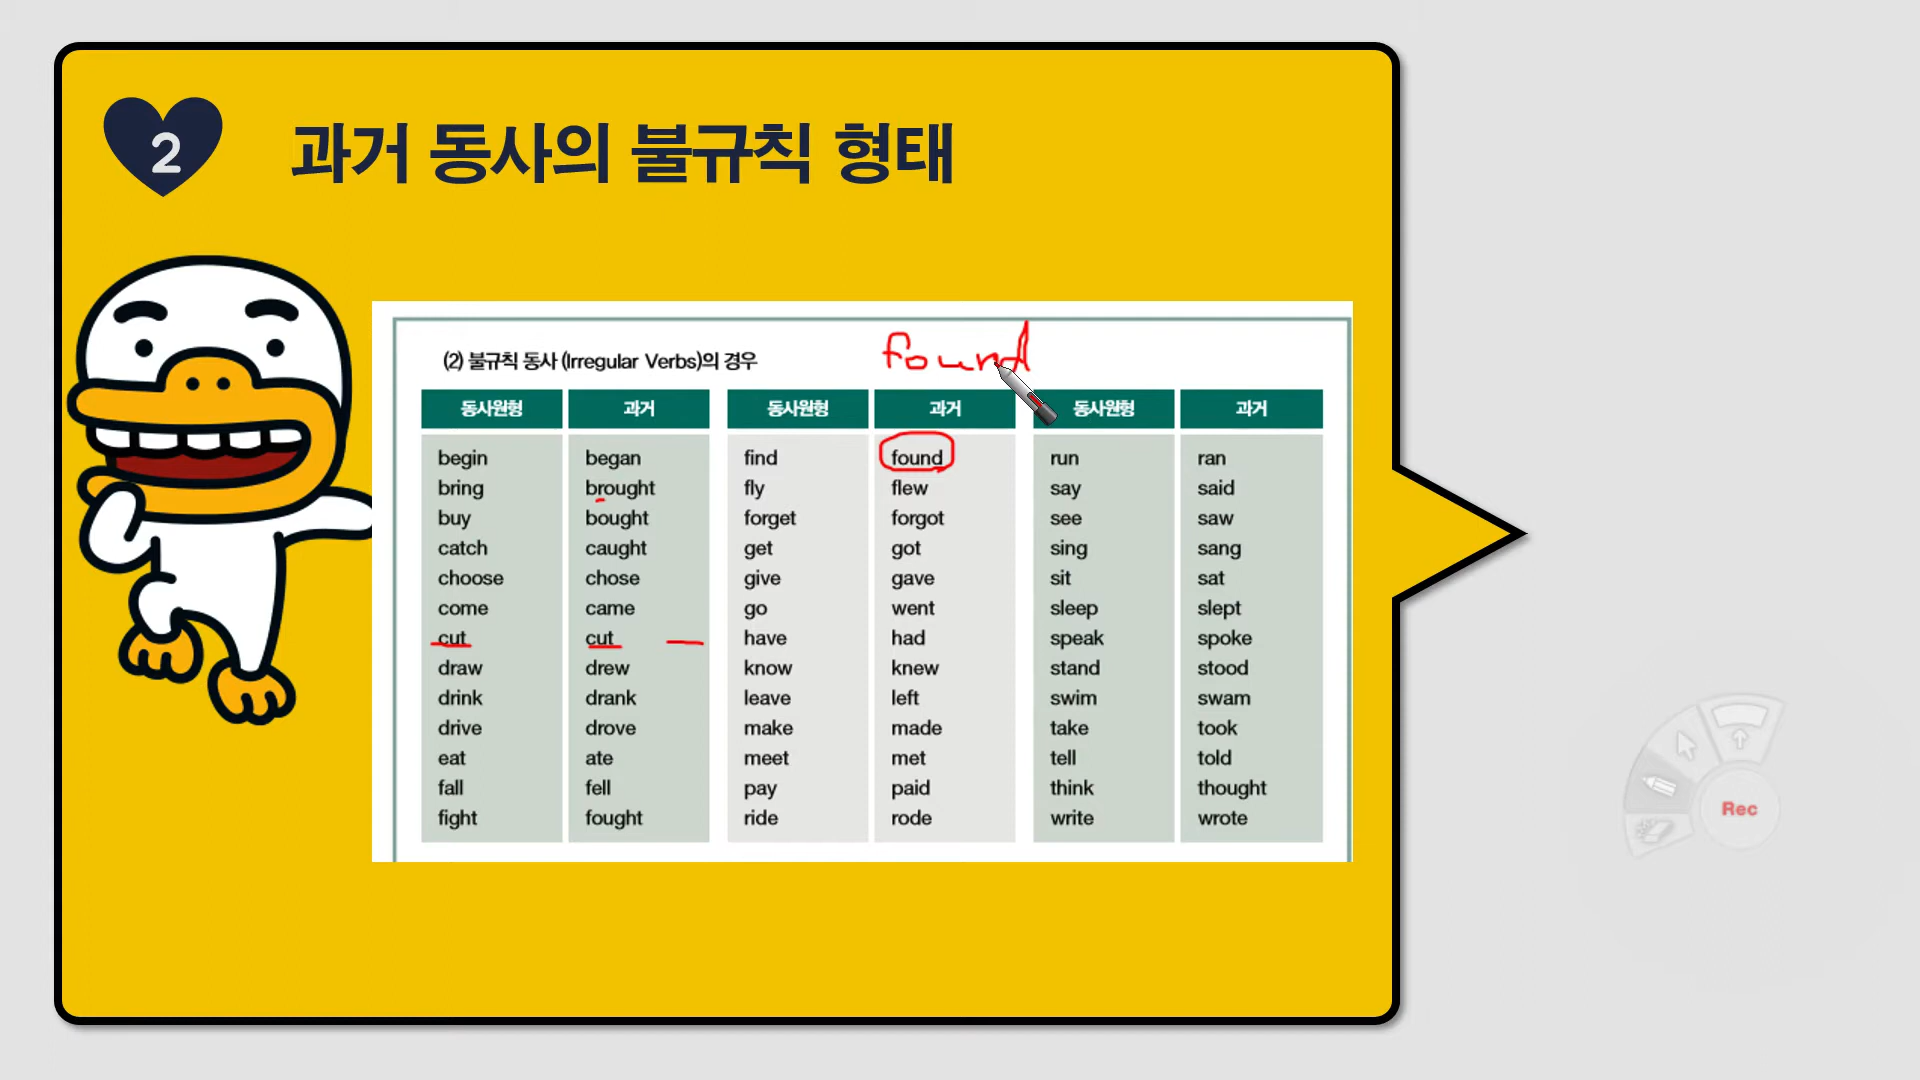 2 과거 동사의 불규칙 형태
found
(2) 불규칙 동사 (Irregular Verbs)의 경우
동사원형 과거 동사원형 과거 동사원형 과거
begin began find found run ran
bring brought fly flew say said
buy bought forget forgot see saw
catch caught get got sing sang
choose chose give gave sit sat
come came go went sleep slept
cut cut have had speak spoke
draw drew know knew stand stood
drink drank leave left swim swam
drive drove make made take took
eat ate meet met tell told
fall fell pay paid think thought
fight fought ride rode write wrote
Rec